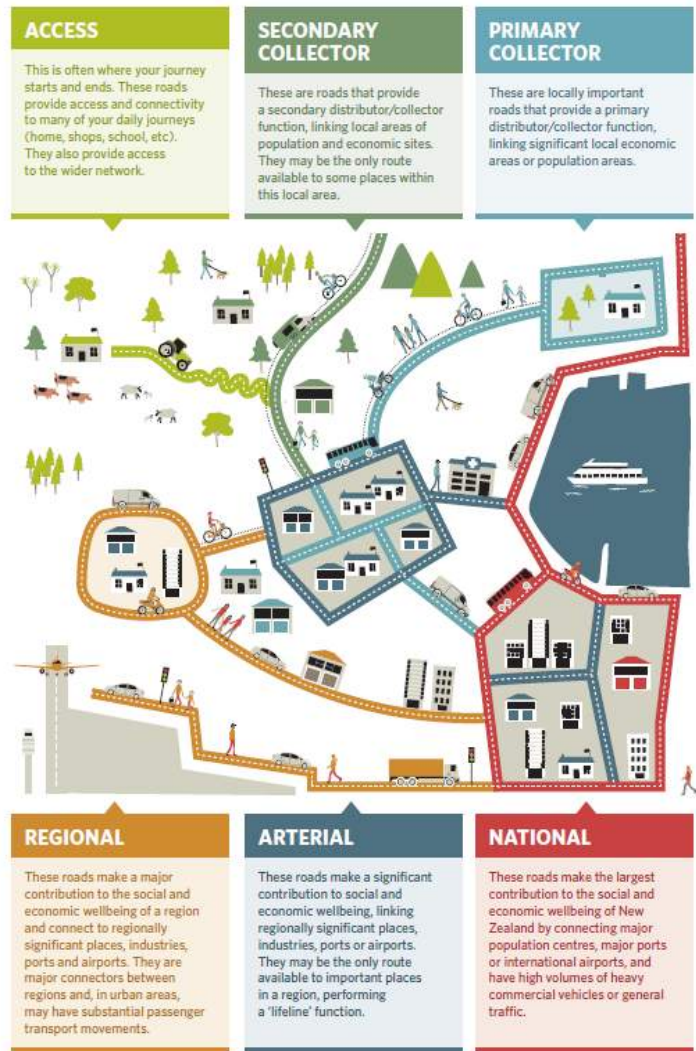 ACCESS
This is often where your journey
starts and ends. These roads
provide access and connectivity
to many of your daily journeys
(home, shops, school, etc).
They also provide access
to the wider network.
SECONDARY
COLLECTOR
These are roads that provide
a secondary distributor/collector
function, linking local areas of
population and economic sites.
They may be the only route
available to some places within
this local area.
PRIMARY
COLLECTOR
These are locally important
roads that provide a primary
distributor/collector function,
linking significant local economic
areas or population areas.
REGIONAL
These roads make a major
contribution to the social and
economic wellbeing of a region
and connect to regionally
significant places, industries,
ports and airports. They are
major connectors between
regions and, in urban areas,
may have substantial passenger
transport movements.
ARTERIAL
These roads make a significant
contribution to social and
economic wellbeing, linking
regionally significant places,
industries, ports or airports.
They may be the only route
available to important places
in a region, performing
a 'lifeline' function.
NATIONAL
These roads make the largest
contribution to the social and
economic wellbeing of New
Zealand by connecting major
population centres, major ports
or international airports, and
have high volumes of heavy
commercial vehicles or general
traffic.